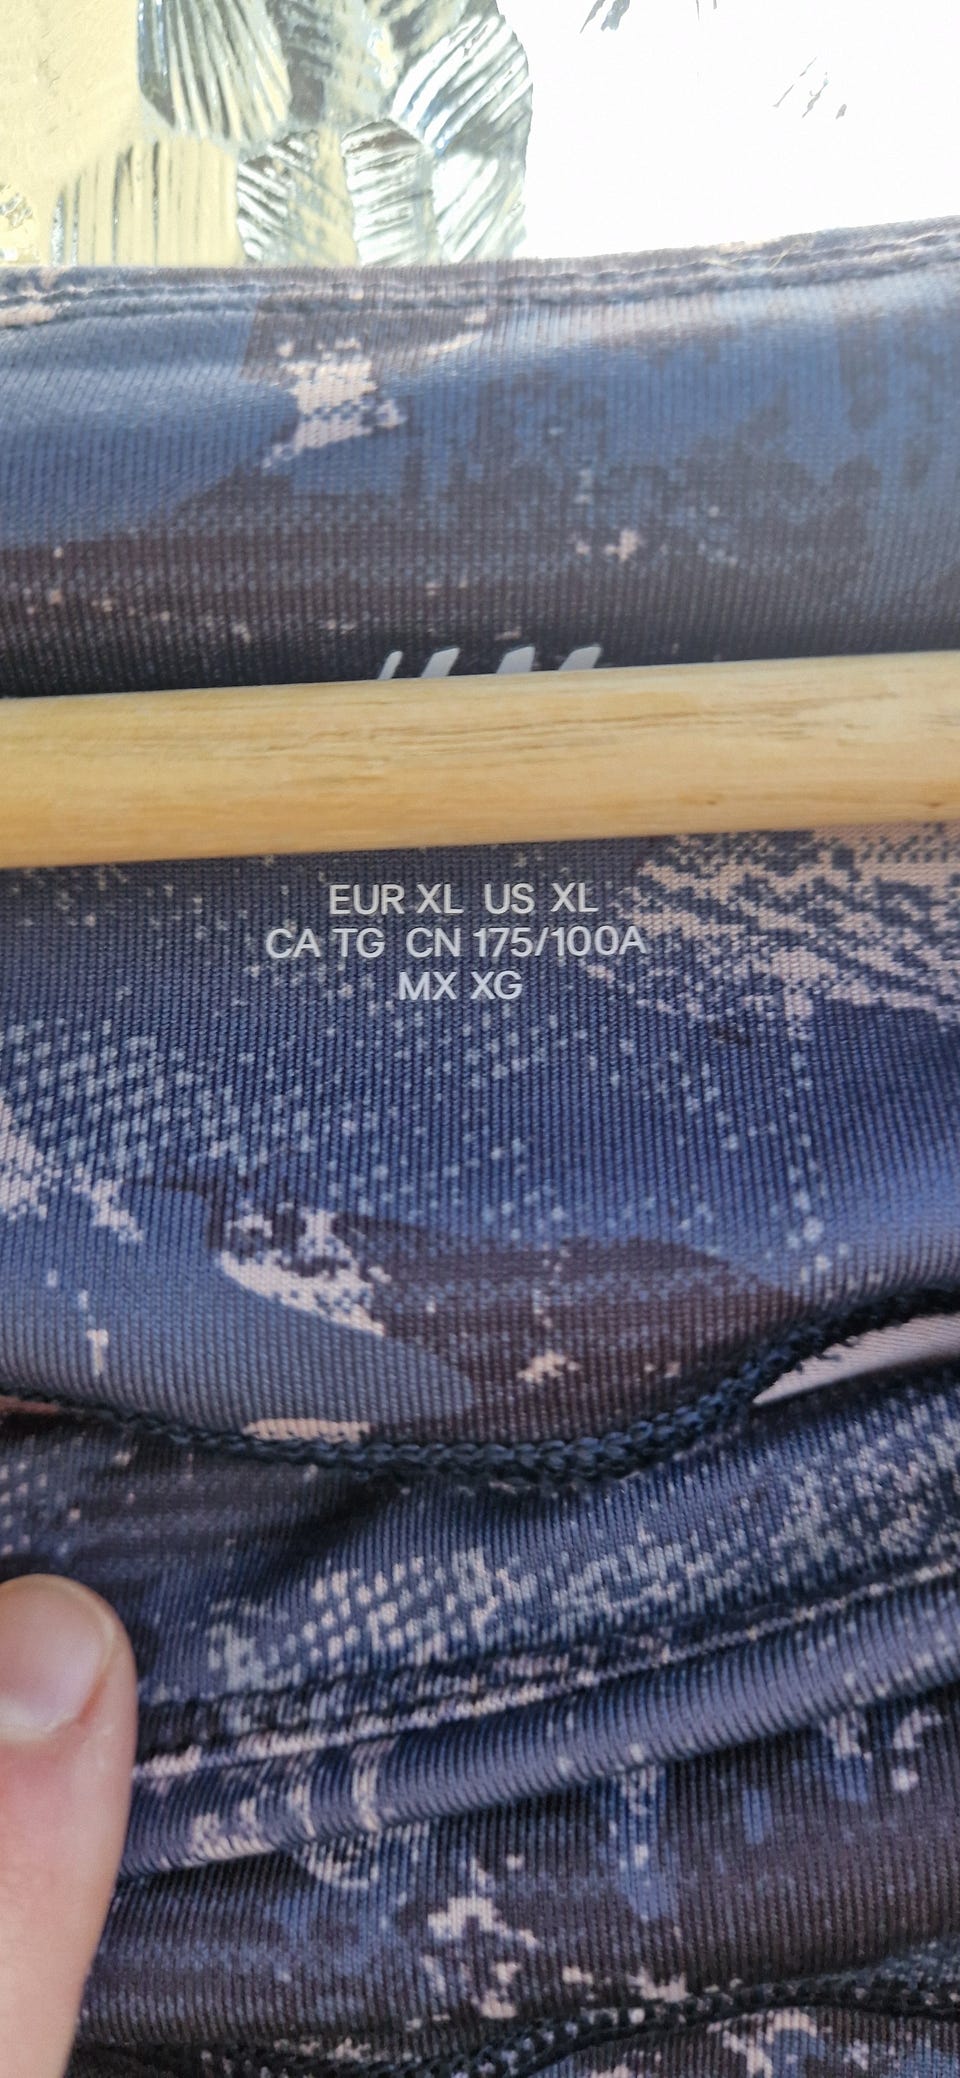 EUR XL US XL
CA TG CN 175/100A
MX XG